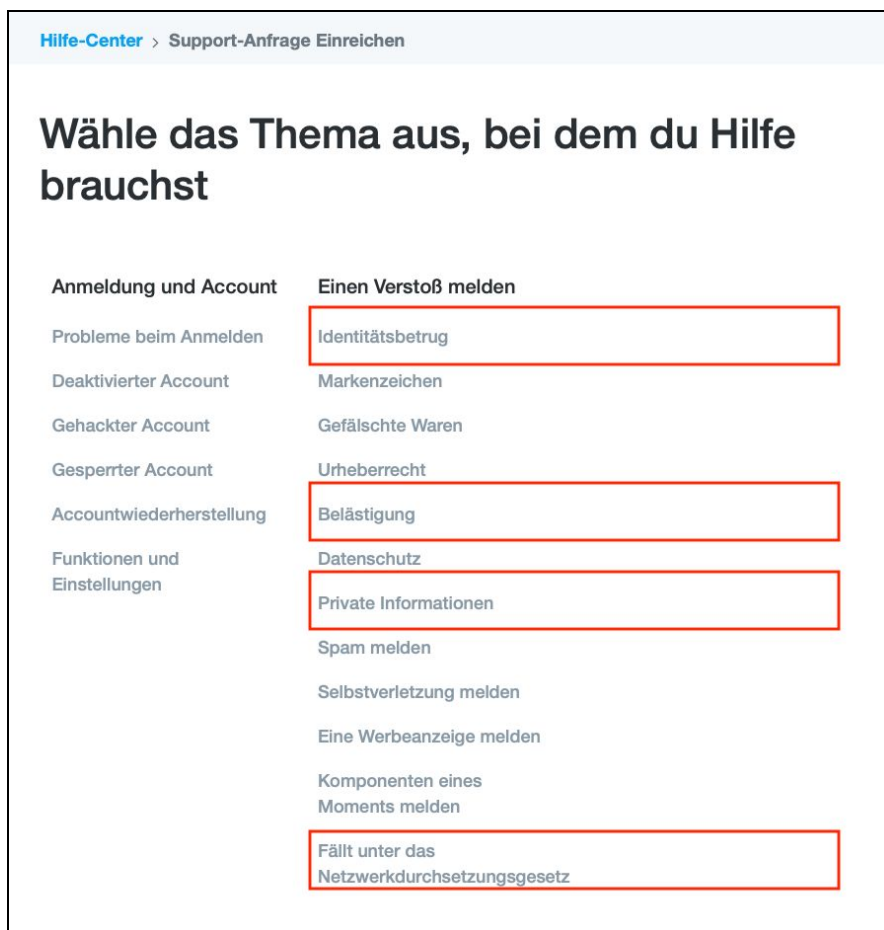 Hilfe-Center > Support-Anfrage Einreichen
Wähle das Thema aus, bei dem du Hilfe
brauchst
Anmeldung und Account
Probleme beim Anmelden
Deaktivierter Account
Gehackter Account
Gesperrter Account
Accountwiederherstellung
Funktionen und
Einstellungen
Einen Verstoß melden
Identitätsbetrug
Markenzeichen
Gefälschte Waren
Urheberrecht
Belästigung
Datenschutz
Private Informationen
Spam melden
Selbstverletzung melden
Eine Werbeanzeige melden
Komponenten eines
Moments melden
Fällt unter das
Netzwerkdurchsetzungsgesetz